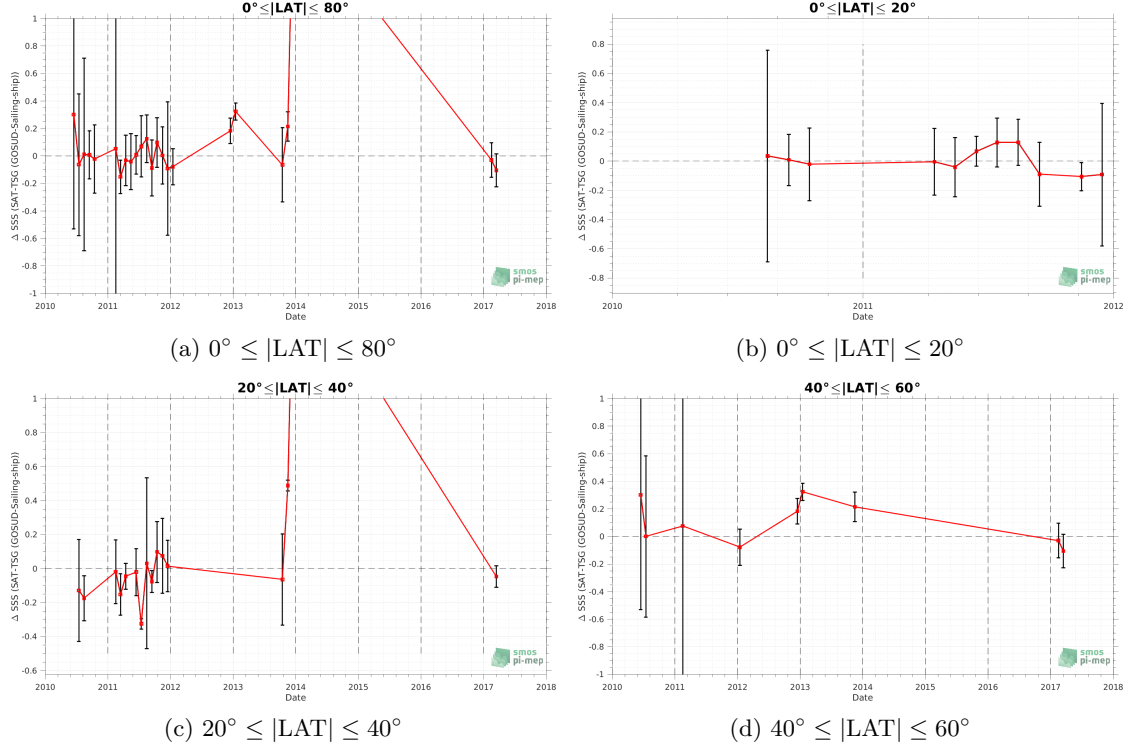 0°≤|LAT|≤ 80°
Δ SSS (SAT-TSG (GOSUD-Sailing-ship))
1
0.8
0.6
0.4
0.2
0
-0.2
-0.4
-0.6
-0.8
-1
2010 2011 2012 2013 2014 2015 2016 2017 2018
Date
smos
pi-mep
(a) 0° ≤ |LAT| ≤ 80°
0°≤|LAT|≤ 20°
Δ SSS (SAT-TSG (GOSUD-Sailing-ship))
0.8
0.6
0.4
0.2
0
-0.2
-0.4
-0.6
-0.8
2010 2011 2012
Date
smos
pi-mep
(b) 0° ≤ |LAT| ≤ 20°
20°≤|LAT|≤ 40°
Δ SSS (SAT-TSG (GOSUD-Sailing-ship))
1
0.8
0.6
0.4
0.2
0
-0.2
-0.4
-0.6
2010 2011 2012 2013 2014 2015 2016 2017 2018
Date
smos
pi-mep
(c) 20° ≤ |LAT| ≤ 40°
40°≤|LAT|≤ 60°
Δ SSS (SAT-TSG (GOSUD-Sailing-ship))
1
0.8
0.6
0.4
0.2
0
-0.2
-0.4
-0.6
-0.8
-1
2010 2011 2012 2013 2014 2015 2016 2017 2018
Date
smos
pi-mep
(d) 40° ≤ |LAT| ≤ 60°